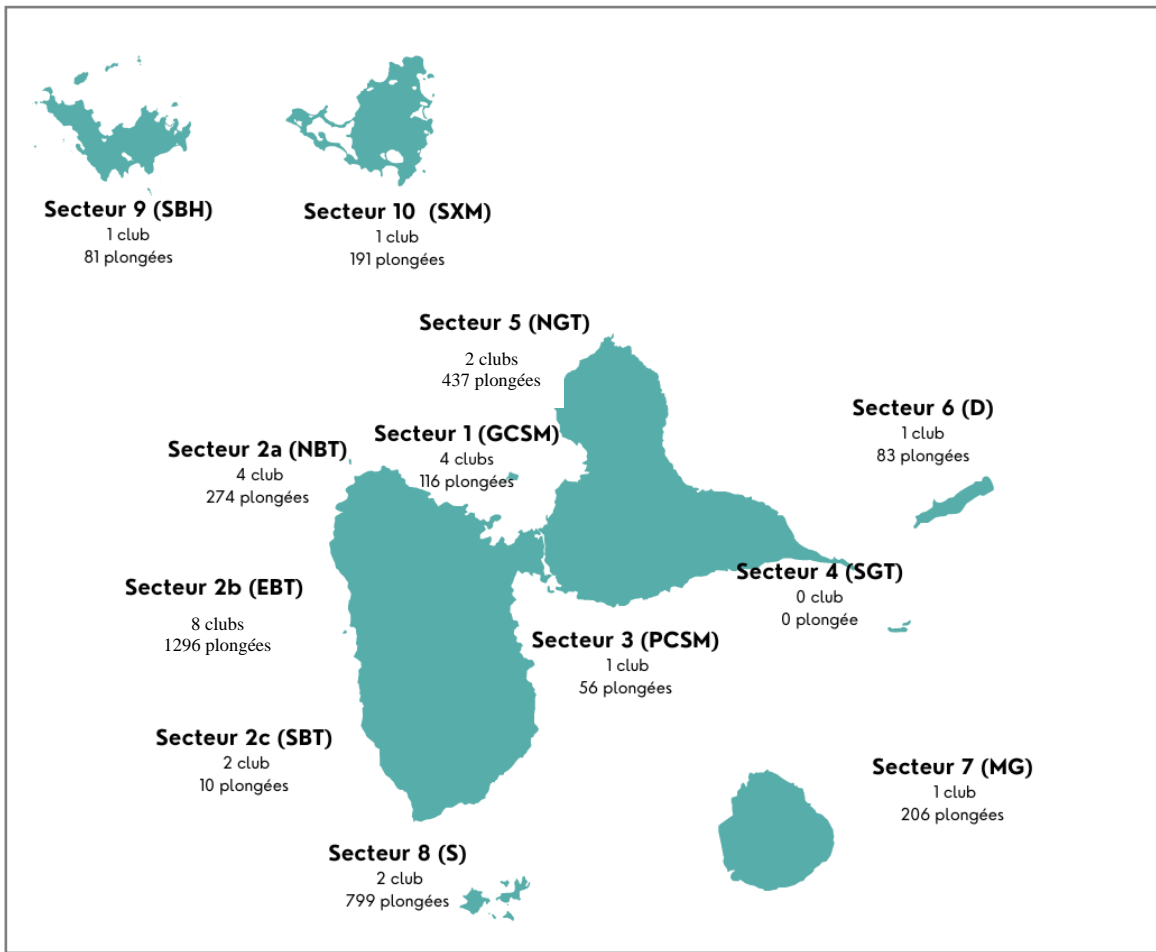 Secteur 9 (SBH)
1 club
81 plongées
Secteur 10 (SXM)
1 club
191 plongées
Secteur 5 (NGT)
2 clubs
437 plongées
Secteur 6 (D)
1 club
83 plongées
Secteur 1 (GCSM)
4 clubs
116 plongées
Secteur 2a (NBT)
4 club
274 plongées
Secteur 2b (EBT)
8 clubs
1296 plongées
Secteur 4 (SGT)
0 club
0 plongée
Secteur 3 (PCSM)
1 club
56 plongées
Secteur 2c (SBT)
2 club
10 plongées
Secteur 7 (MG)
1 club
206 plongées
Secteur 8 (S)
2 club
799 plongées